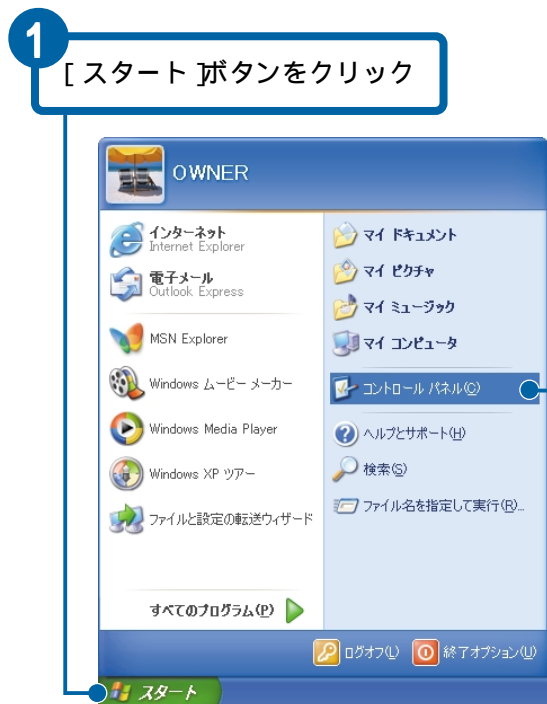 1
[ スタート ]ボタンをクリック
OWNER
インターネット
Internet Explorer
電子メール
Outlook Express
MSN Explorer
Windows ムービー メーカー
Windows Media Player
Windows XP ツアー
ファイルと設定の転送ウィザード
すべてのプログラム(P)
マイ ドキュメント
マイ ピクチャ
マイ ミュージック
マイ コンピュータ
コントロール パネル(C)
ヘルプとサポート(H)
検索(S)
ファイル名を指定して実行(R)...
ログオフ(L)
終了オプション(U)
スタート